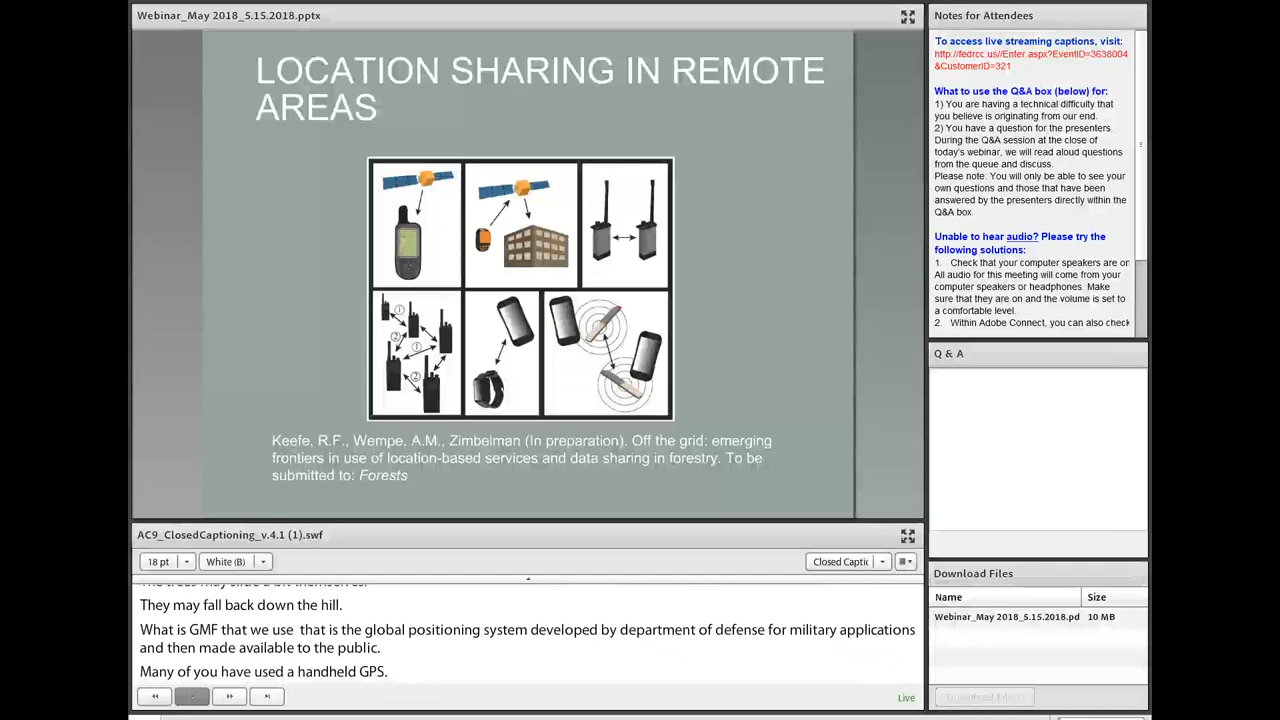 Webinar_May 2018_5.15.2018.pptx
LOCATION SHARING IN REMOTE
AREAS
1
2
1
2
Keefe, R.F., Wempe, A.M., Zimbelman (In preparation). Off the grid: emerging
frontiers in use of location-based services and data sharing in forestry. To be
submitted to: Forests
AC9_ClosedCaptioning_v.4.1 (1).swf
18 pt
White (B)
Closed Captic
They may fall back down the hill.
What is GMF that we use  that is the global positioning system developed by department of defense for military applications
and then made available to the public.
Many of you have used a handheld GPS.
Live
Notes for Attendees
To access live streaming captions, visit:
http://fedrcc.us//Enter.aspx?EventID=3638004
&CustomerID=321
What to use the Q&A box (below) for:
1) You are having a technical difficulty that
you believe is originating from our end.
2) You have a question for the presenters.
During the Q&A session at the close of
today's webinar, we will read aloud questions
from the queue and discuss.
Please note: You will only be able to see your
own questions and those that have been
answered by the presenters directly within the
Q&A box.
Unable to hear audio? Please try the
following solutions:
1. Check that your computer speakers are on
All audio for this meeting will come from your
computer speakers or headphones. Make
sure that they are on and the volume is set to
a comfortable level.
2. Within Adobe Connect, you can also check
Q & A
Download Files
Name
Size
Webinar_May 2018_5.15.2018.pd
10 MB